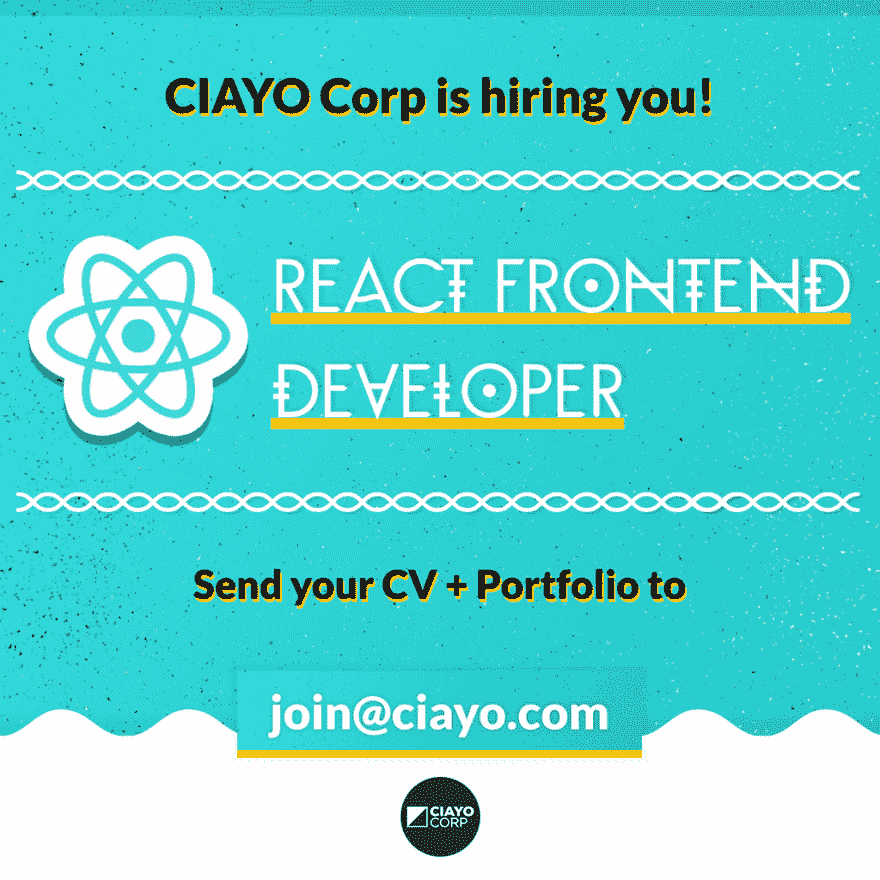 CIAYO Corp is hiring you!
REACT FRONTEND
DEVELOPER
Send your CV + Portfolio to
join@ciayo.com
CIAYO
CORP